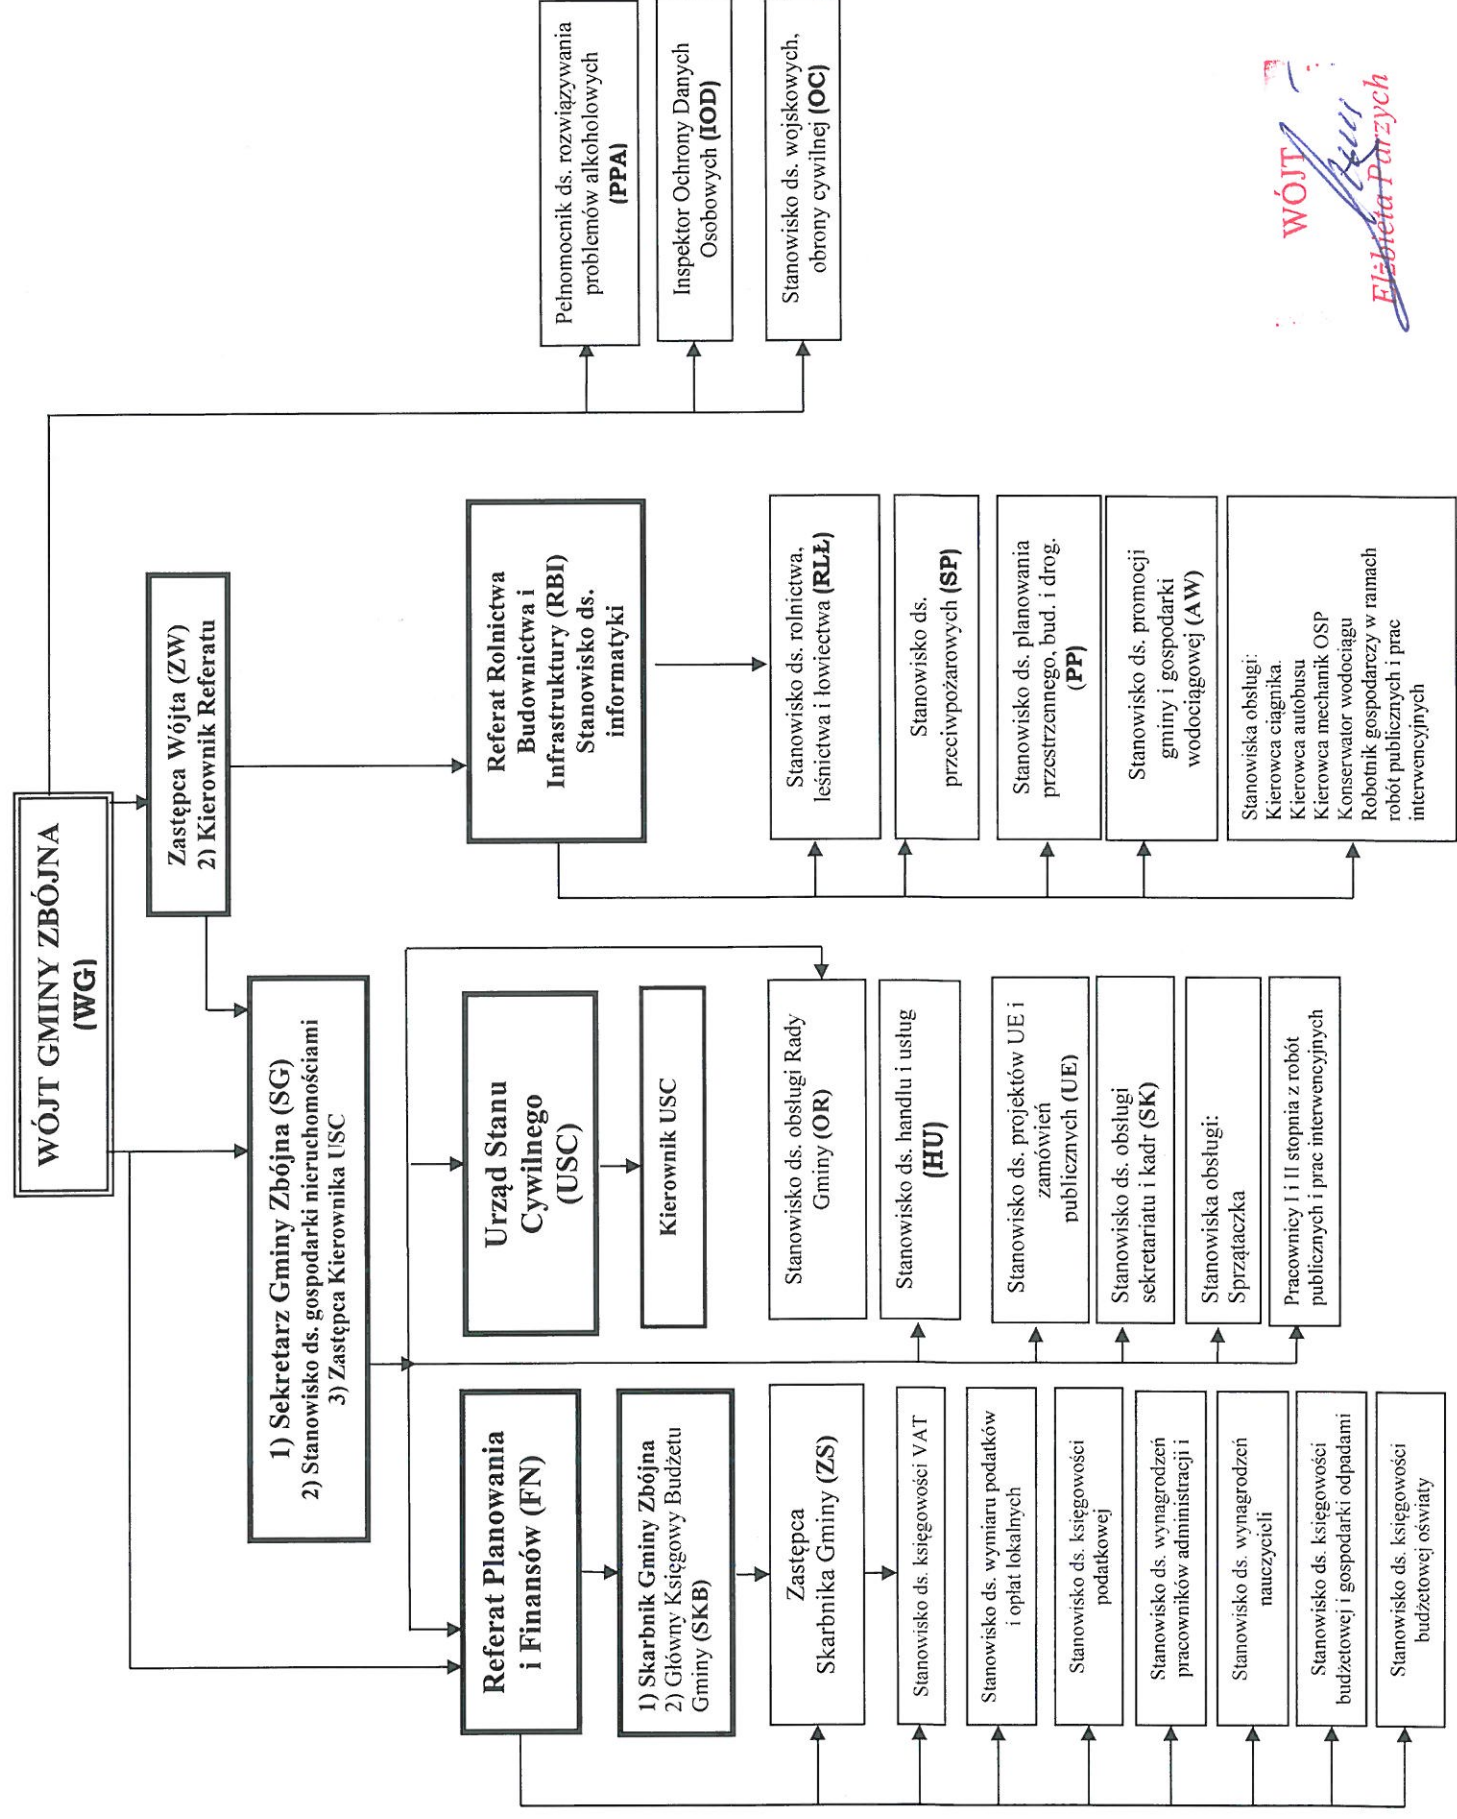 WÓJT GMINY ZBÓJNA
(WG)
Zastępca Wójta (ZW)
2) Kierownik Referatu
1) Sekretarz Gminy Zbójna (SG)
2) Stanowisko ds. gospodarki nieruchomościami
3) Zastępca Kierownika USC
Referat Planowania
i Finansów (FN)
1) Skarbnik Gminy Zbójna
2) Główny Księgowy Budżetu
Gminy (SKB)
Zastępca
Skarbnika Gminy (ZS)
Stanowisko ds. księgowości VAT
Stanowisko ds. wymiaru podatków
i opłat lokalnych
Stanowisko ds. księgowości
podatkowej
Stanowisko ds. wynagrodzeń
pracowników administracji i
Stanowisko ds. wynagrodzeń
nauczycieli
Stanowisko ds. księgowości
budżetowej i gospodarki odpadami
Stanowisko ds. księgowości
budżetowej oświaty
Urząd Stanu
Cywilnego
(USC)
Kierownik USC
Stanowisko ds. obsługi Rady
Gminy (OR)
Stanowisko ds. handlu i usług
(HU)
Stanowisko ds. projektów UE i
zamówień
publicznych (UE)
Stanowisko ds. obsługi
sekretariatu i kadr (SK)
Stanowiska obsługi:
Sprzątaczka
Pracownicy I i II stopnia z robót
publicznych i prac interwencyjnych
Referat Rolnictwa
Budownictwa i
Infrastruktury (RBI)
Stanowisko ds.
informatyki
Stanowisko ds. rolnictwa,
leśnictwa i łowiectwa (RLŁ)
Stanowisko ds.
przeciwpożarowych (SP)
Stanowisko ds. planowania
przestrzennego, bud. i drog.
(PP)
Stanowisko ds. promocji
gminy i gospodarki
wodociągowej (AW)
Stanowiska obsługi:
Kierowca ciągnika.
Kierowca autobusu
Kierowca mechanik OSP
Konserwator wodociągu
Robotnik gospodarczy w ramach
robót publicznych i prac
interwencyjnych
Pełnomocnik ds. rozwiązywania
problemów alkoholowych
(PPA)
Inspektor Ochrony Danych
Osobowych (IOD)
Stanowisko ds. wojskowych,
obrony cywilnej (OC)
WÓJT
Elżbieta Parzych